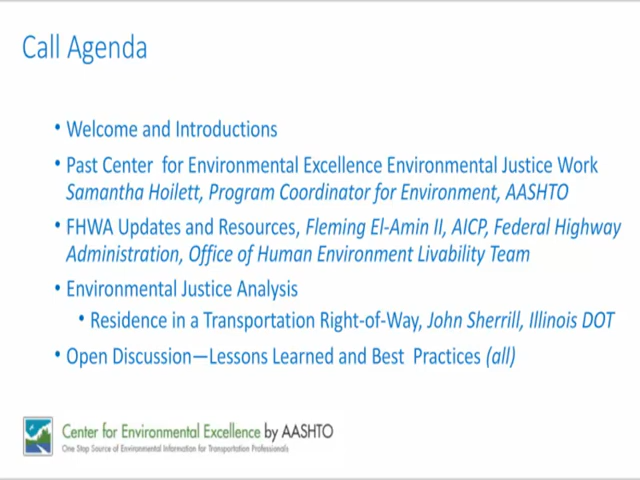 Call Agenda
• Welcome and Introductions
• Past Center for Environmental Excellence Environmental Justice Work
Samantha Hoilett, Program Coordinator for Environment, AASHTO
• FHWA Updates and Resources, Fleming El-Amin II, AICP, Federal Highway
Administration, Office of Human Environment Livability Team
• Environmental Justice Analysis
• Residence in a Transportation Right-of-Way, John Sherrill, Illinois DOT
• Open Discussion—Lessons Learned and Best Practices (all)
Center for Environmental Excellence by AASHTO
One Stop Source of Environmental Information for Transportation Professionals